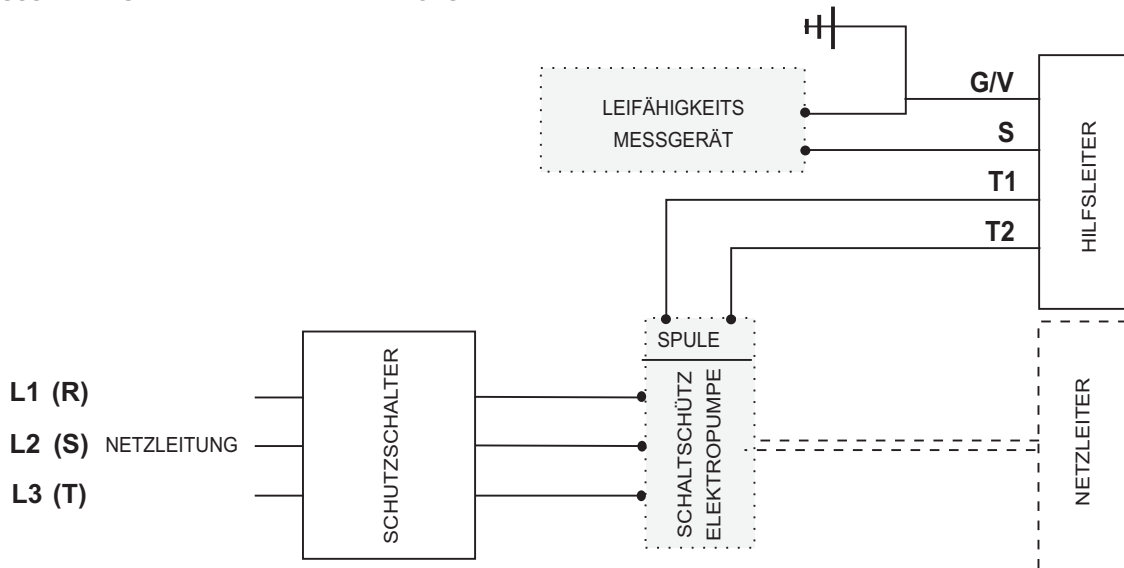 G/V
LEIFÄHIGKEITS
MESSGERÄT
S
T1
T2
HILFSLEITER
SPULE
SCHALTSCHÜTZ
ELEKTROPUMPE
SCHUTZSCHALTER
L1 (R)
L2 (S) NETZLEITUNG
L3 (T)
NETZLEITER